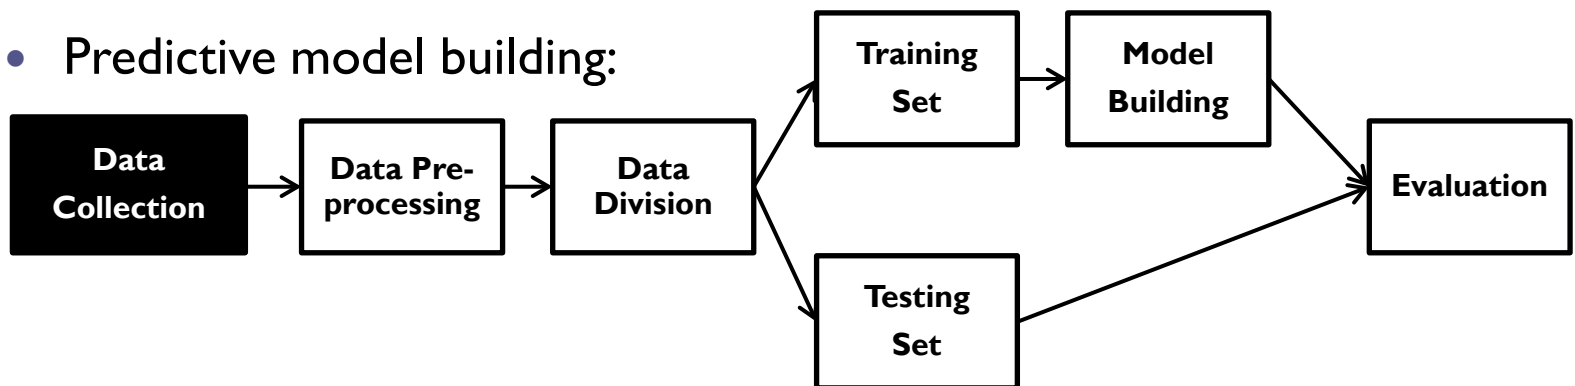 • Predictive model building:
Data
Collection
Data Pre-
processing
Data
Division
Training
Set
Model
Building
Testing
Set
Evaluation